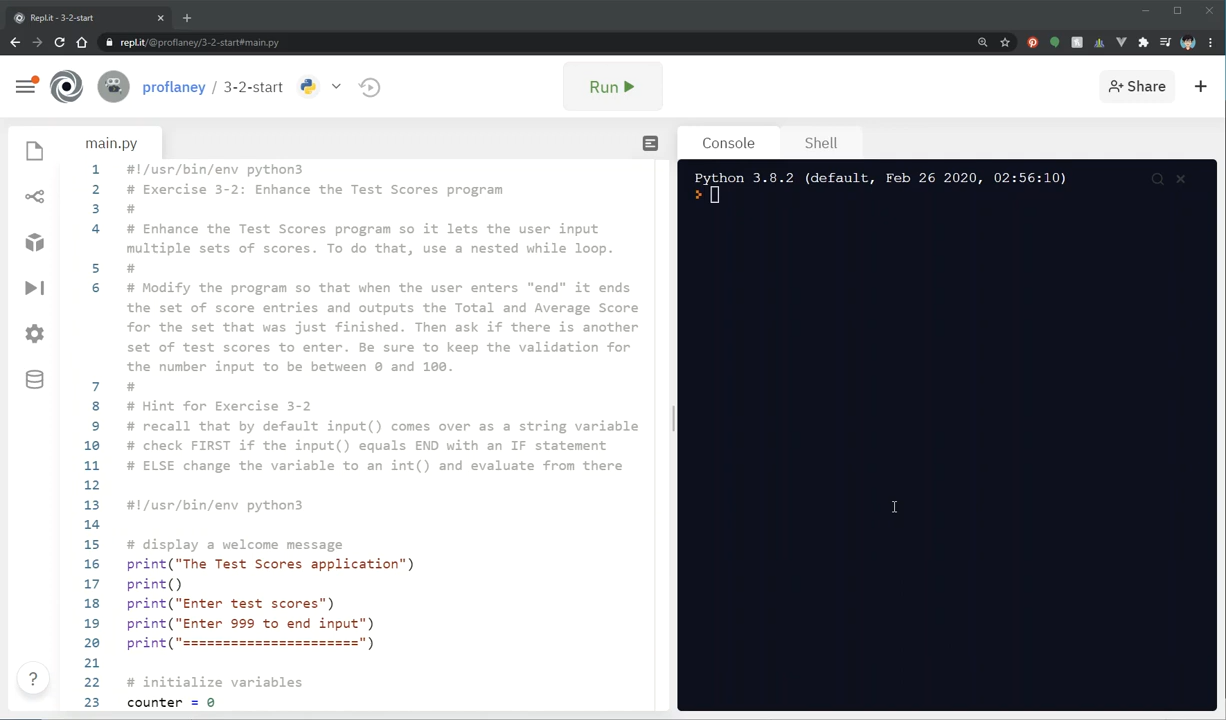 Repl.it - 3-2-start
repl.it/@proflaney/3-2-start#main.py
proflaney / 3-2-start
Run
Share
main.py
1 #!/usr/bin/env python3
2 # Exercise 3-2: Enhance the Test Scores program
3 #
4 # Enhance the Test Scores program so it lets the user input
multiple sets of scores. To do that, use a nested while loop.
5 #
6 # Modify the program so that when the user enters "end" it ends
the set of score entries and outputs the Total and Average Score
for the set that was just finished. Then ask if there is another
set of test scores to enter. Be sure to keep the validation for
the number input to be between 0 and 100.
7 #
8 # Hint for Exercise 3-2
9 # recall that by default input() comes over as a string variable
10 # check FIRST if the input() equals END with an IF statement
11 # ELSE change the variable to an int() and evaluate from there
12
13 #!/usr/bin/env python3
14
15 # display a welcome message
16 print("The Test Scores application")
17 print()
18 print("Enter test scores")
19 print("Enter 999 to end input")
20 print("======================")
21
22 # initialize variables
23 counter = 0
?
Console
Shell
Python 3.8.2 (default, Feb 26 2020, 02:56:10)
>